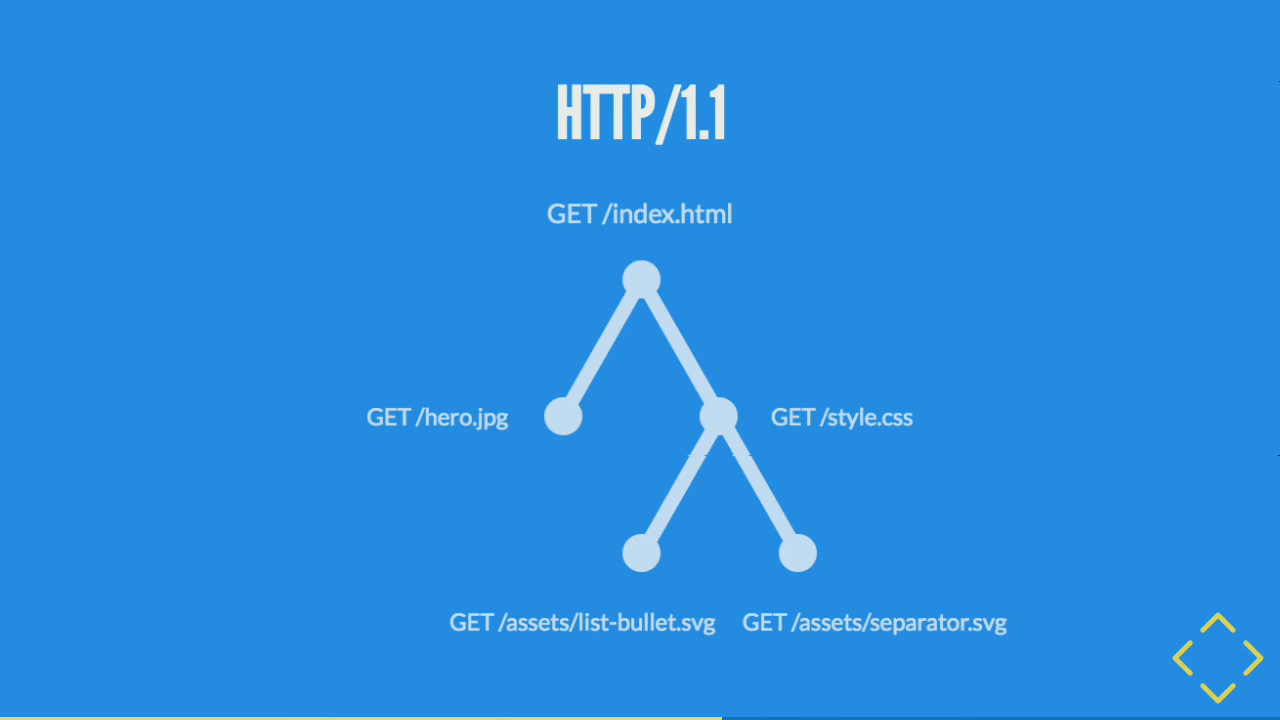 HTTP/1.1
GET /index.html
GET /hero.jpg
GET /style.css
GET /assets/list-bullet.svg
GET /assets/separator.svg